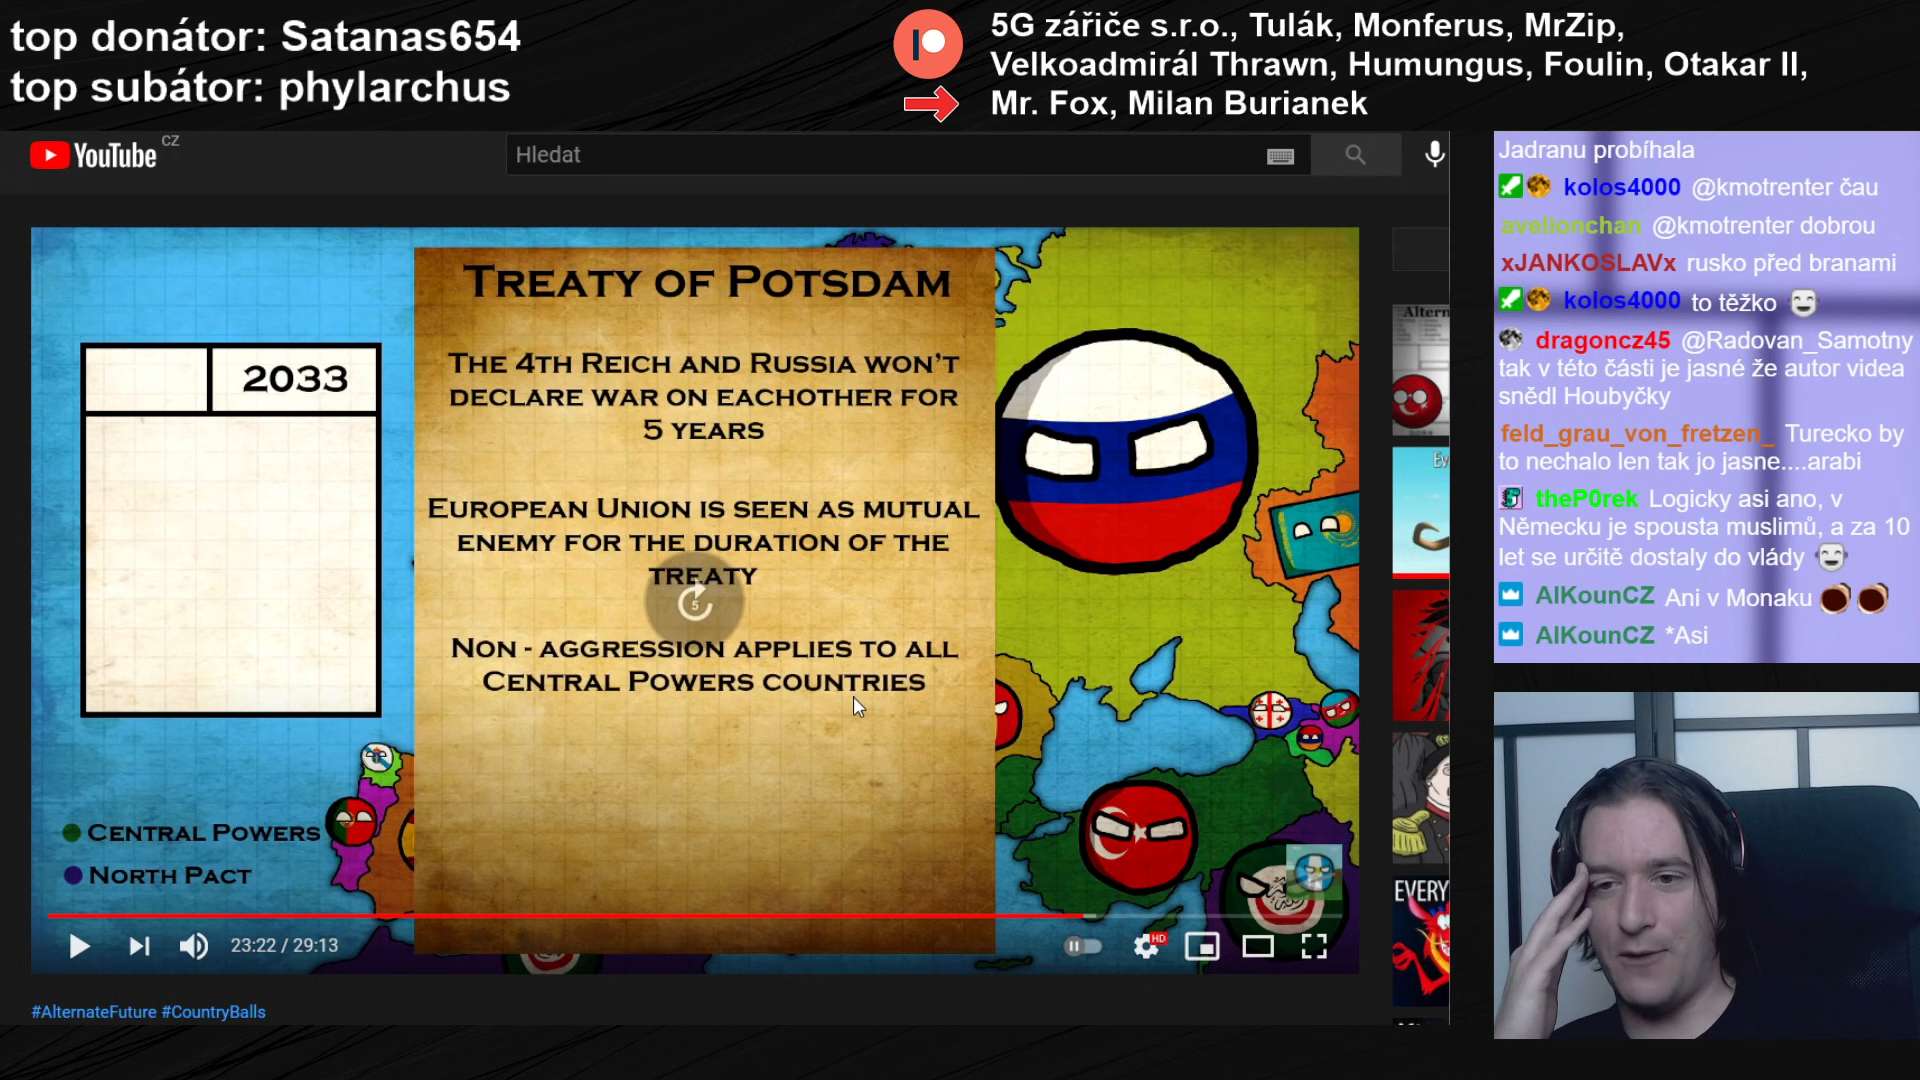 top donátor: Satanas654
top subátor: phylarchus
5G zářiče s.r.o., Tulák, Monferus, MrZip,
Velkoadmirál Thrawn, Humungus, Foulin, Otakar II,
Mr. Fox, Milan Burianek
YouTube CZ
Hledat
2033
TREATY OF POTSDAM
THE 4TH REICH AND RUSSIA WON'T
DECLARE WAR ON EACHOTHER FOR
5 YEARS
EUROPEAN UNION IS SEEN AS MUTUAL
ENEMY FOR THE DURATION OF THE
TREATY
5
NON - AGGRESSION APPLIES TO ALL
CENTRAL POWERS COUNTRIES
CENTRAL POWERS
NORTH PACT
23:22 / 29:13
HD
#AlternateFuture #CountryBalls
Altern
Ev
EVERY
Jadranu probíhala
kolos4000 @kmotrenter čau
avelionchan @kmotrenter dobrou
xJANKOSLAVx rusko před branami
kolos4000 to těžko
dragoncz45 @Radovan_Samotny
tak v této části je jasné že autor videa
snědl Houbyčky
feld_grau_von_fretzen_ Turecko by
to nechalo len tak jo jasne....arabi
theP0rek Logicky asi ano, v
Německu je spousta muslimů, a za 10
let se určitě dostaly do vlády
AlKounCZ Ani v Monaku
AlKounCZ *Asi